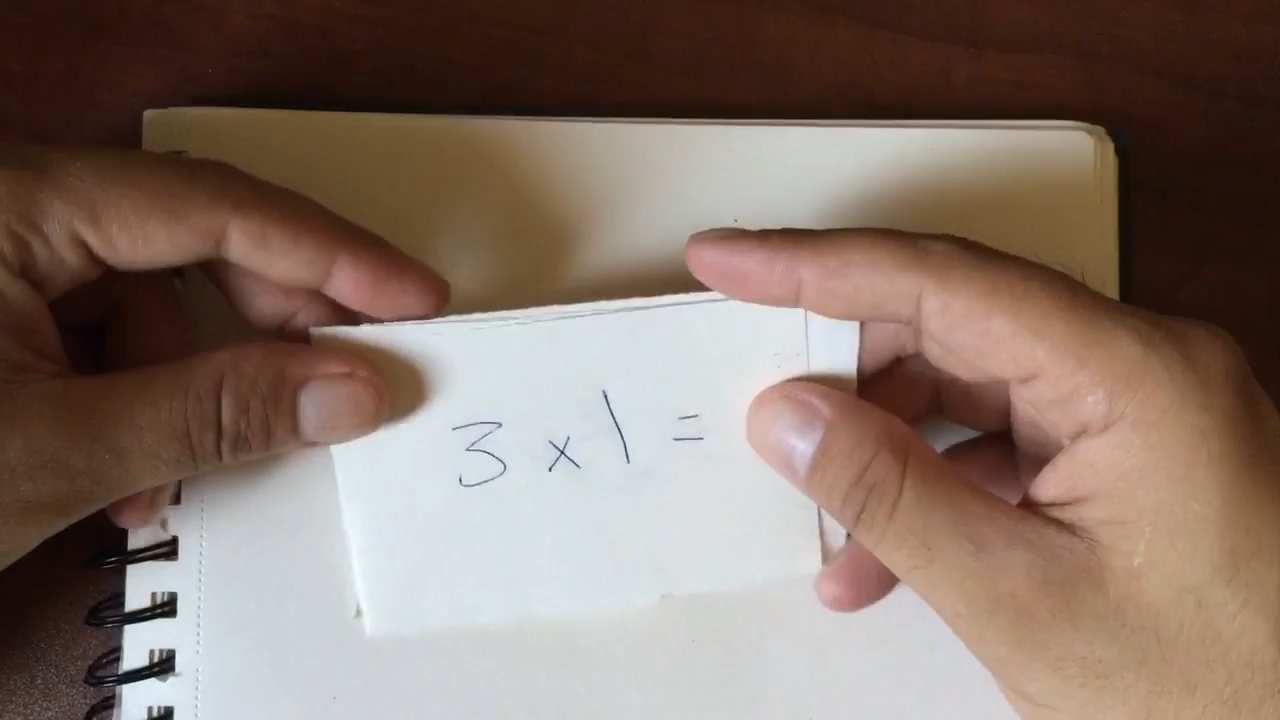 3 x 1 =